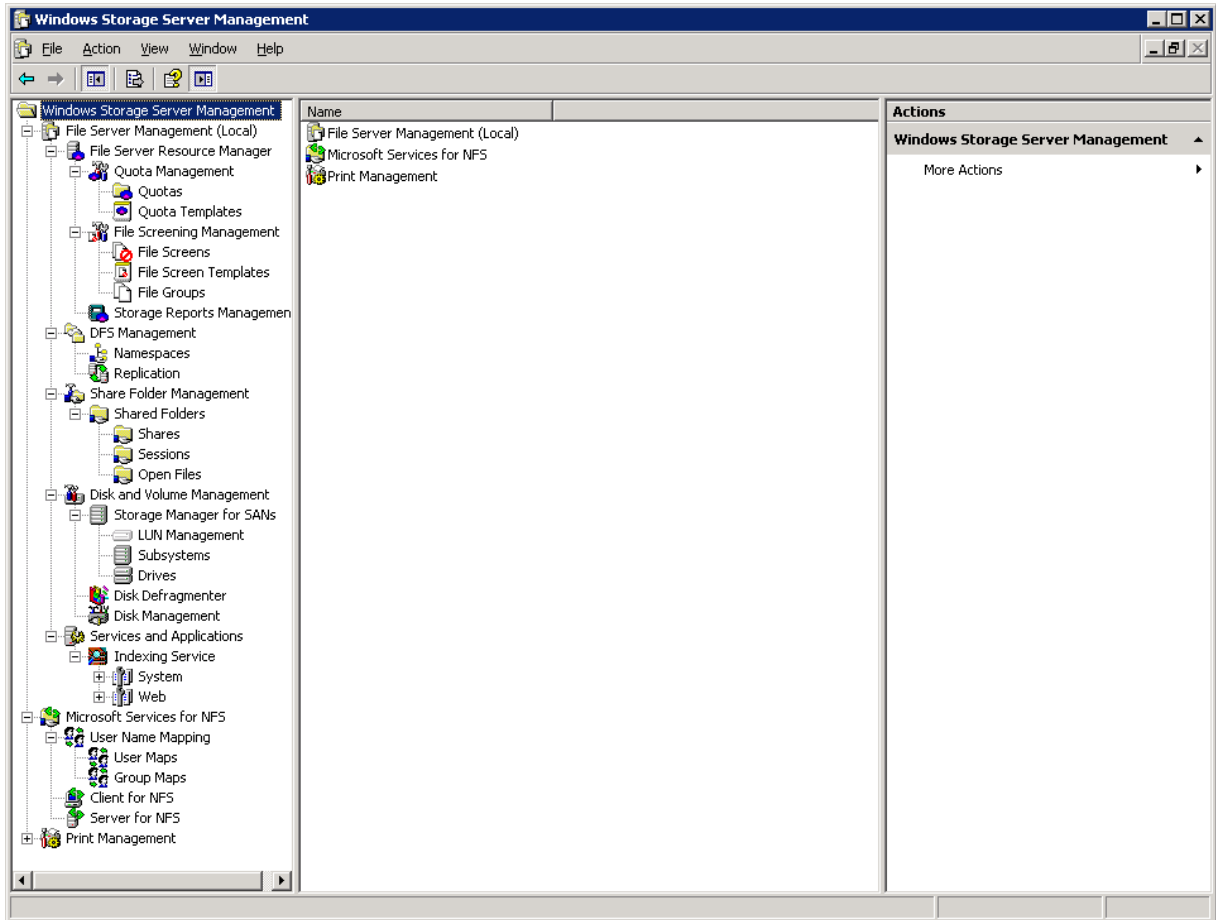 Windows Storage Server Management
File Action View Window Help
Windows Storage Server Management
File Server Management (Local)
File Server Resource Manager
Quota Management
Quotas
Quota Templates
File Screening Management
File Screens
File Screen Templates
File Groups
Storage Reports Managemen
DFS Management
Namespaces
Replication
Share Folder Management
Shared Folders
Shares
Sessions
Open Files
Disk and Volume Management
Storage Manager for SANs
LUN Management
Subsystems
Drives
Disk Defragmenter
Disk Management
Services and Applications
Indexing Service
System
Web
Microsoft Services for NFS
User Name Mapping
User Maps
Group Maps
Client for NFS
Server for NFS
Print Management
Name
File Server Management (Local)
Microsoft Services for NFS
Print Management
Actions
Windows Storage Server Management
More Actions